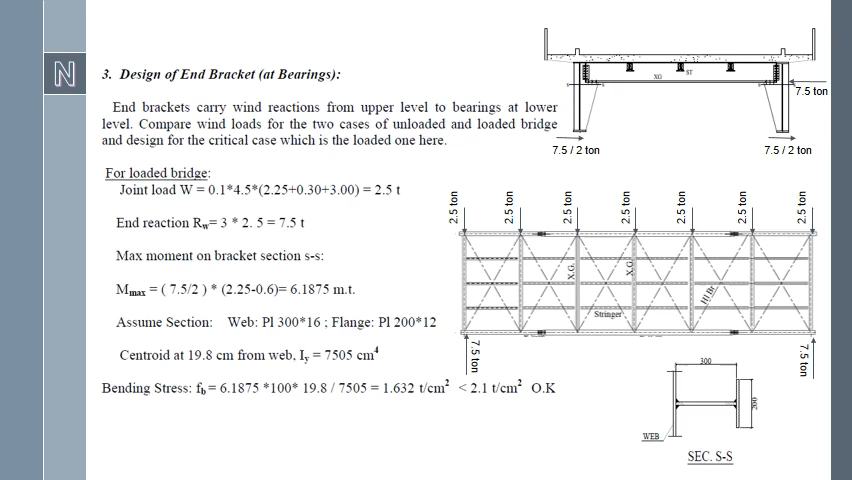 N
3. Design of End Bracket (at Bearings):
End brackets carry wind reactions from upper level to bearings at lower
level. Compare wind loads for the two cases of unloaded and loaded bridge
and design for the critical case which is the loaded one here.
For loaded bridge:
Joint load W = 0.1*4.5*(2.25+0.30+3.00) = 2.5 t
End reaction Rw= 3 * 2. 5 = 7.5 t
Max moment on bracket section s-s:
Mmax = ( 7.5/2 ) * (2.25-0.6)= 6.1875 m.t.
Assume Section: Web: Pl 300*16 ; Flange: Pl 200*12
Centroid at 19.8 cm from web, Iy = 7505 cm⁴
Bending Stress: fb = 6.1875 *100* 19.8 / 7505 = 1.632 t/cm² < 2.1 t/cm² O.K
XG
ST
s
s
s
s
7.5 ton
7.5 / 2 ton
7.5 / 2 ton
2.5 ton
2.5 ton
2.5 ton
2.5 ton
2.5 ton
2.5 ton
2.5 ton
X.G.
X.G.
Hl Br.
Stringer
7.5 ton
7.5 ton
300
200
WEB
SEC. S-S